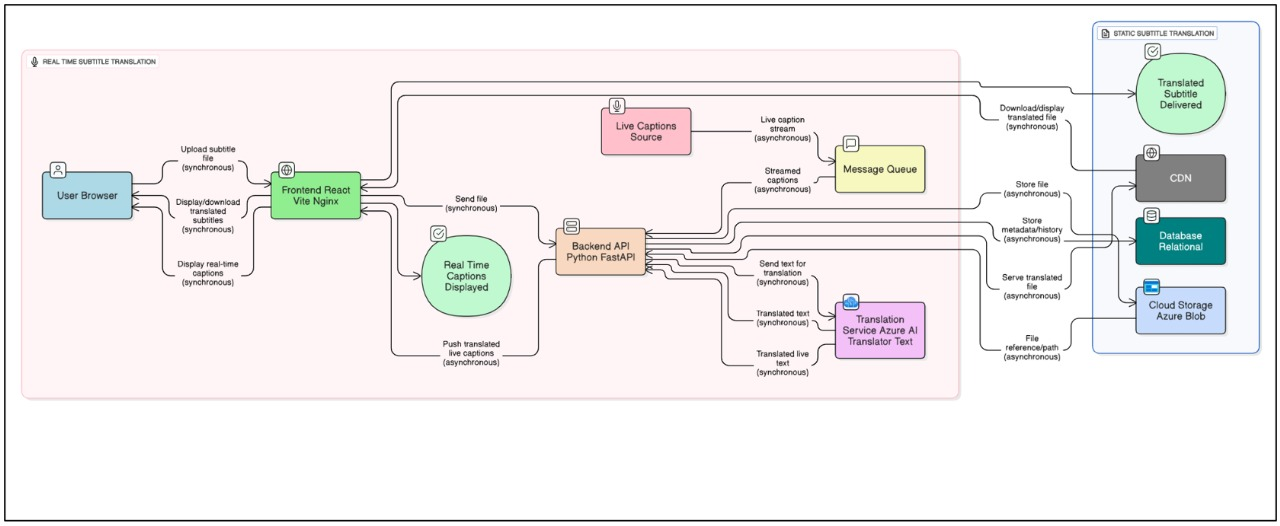 REAL TIME SUBTITLE TRANSLATION
STATIC SUBTITLE TRANSLATION
Translated
Subtitle
Delivered
Download/display
translated file
(synchronous)
Live Captions
Source
Live caption
stream
(asynchronous)
Message Queue
Upload subtitle
file
(synchronous)
User Browser
Frontend React
Vite Nginx
Streamed
captions
(asynchronous)
CDN
Display/download
translated
subtitles
(synchronous)
Send file
(synchronous)
Store file
(asynchronous)
Store
metadata/history
(asynchronous)
Database
Relational
Backend API
Python FastAPI
Real Time
Captions
Displayed
Display real-time
captions
(synchronous)
Send text for
translation
(synchronous)
Serve translated
file
(asynchronous)
Cloud Storage
Azure Blob
Translated text
(synchronous)
Translation
Service Azure AI
Translator Text
Push translated
live captions
(asynchronous)
Translated live
text
(synchronous)
File
reference/path
(asynchronous)